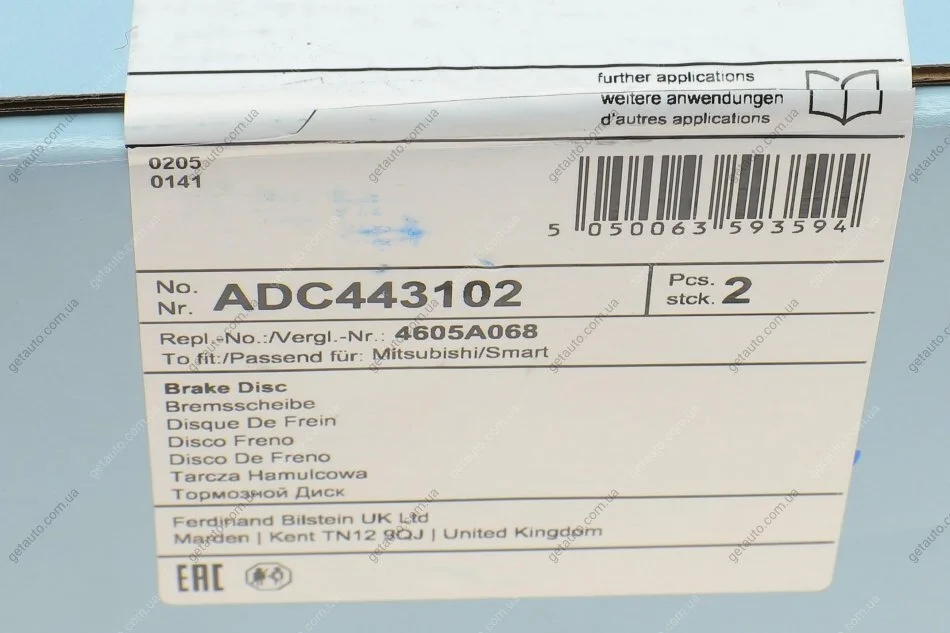 further applications
weitere anwendungen
d'autres applications
0205
0141
5 050063 593594
No.
Nr. ADC443102
Pcs.
stck. 2
Repl.-No.:/Vergl.-Nr.: 4605A068
To fit:/Passend für: Mitsubishi/Smart
Brake Disc
Bremsscheibe
Disque De Frein
Disco Freno
Disco De Freno
Tarcza Hamulcowa
Тормозной Диск
Ferdinand Bilstein UK Ltd
Marden | Kent TN12 9QJ | United Kingdom
EAC
getauto.com.ua